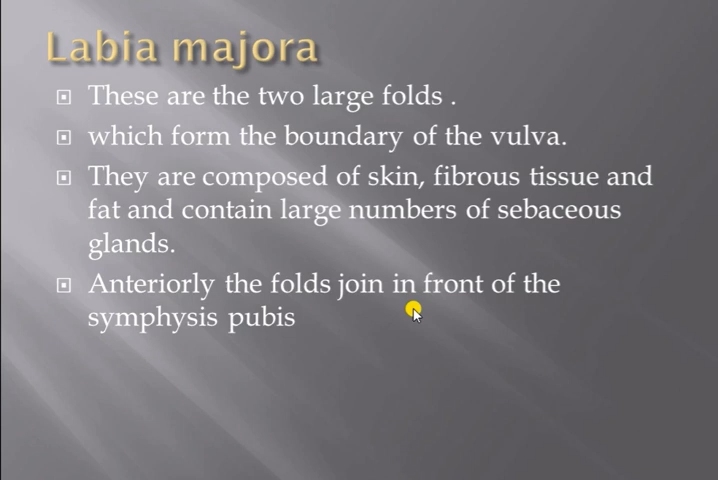 Labia majora
These are the two large folds .
which form the boundary of the vulva.
They are composed of skin, fibrous tissue and
fat and contain large numbers of sebaceous
glands.
Anteriorly the folds join in front of the
symphysis pubis